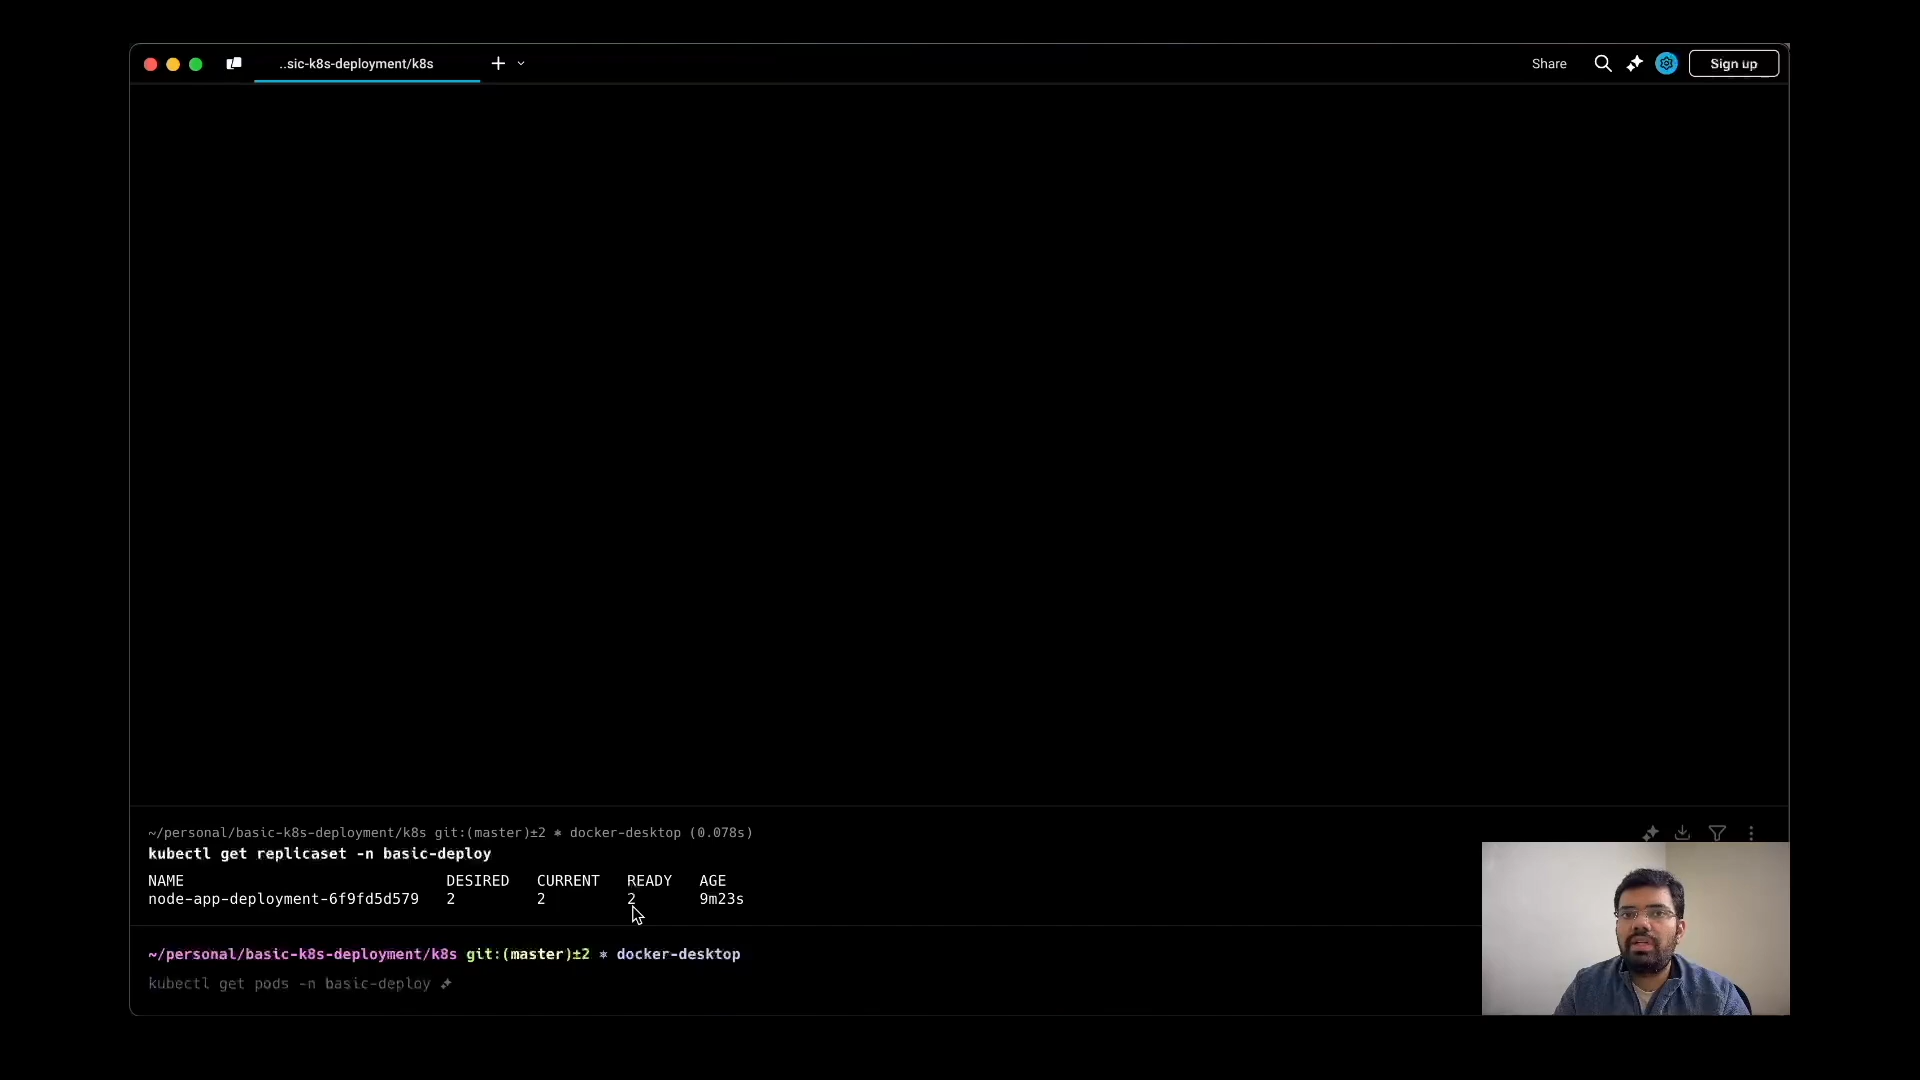 ..sic-k8s-deployment/k8s
Share
Sign up
~/personal/basic-k8s-deployment/k8s git:(master)±2 * docker-desktop (0.078s)
kubectl get replicaset -n basic-deploy
NAME DESIRED CURRENT READY AGE
node-app-deployment-6f9fd5d579 2 2 2 9m23s
~/personal/basic-k8s-deployment/k8s git:(master)±2 * docker-desktop
kubectl get pods -n basic-deploy